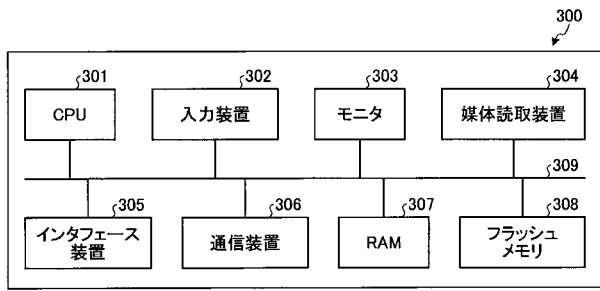 300
301
302
303
304
CPU
入力装置
モニタ
媒体読取装置
309
305
306
307
308
インタフェース
装置
通信装置
RAM
フラッシュ
メモリ